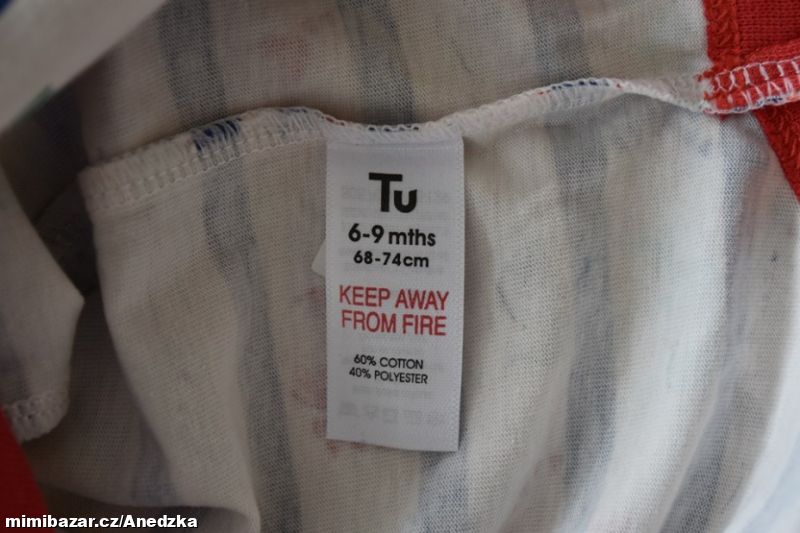 Tu
6-9 mths
68-74cm
KEEP AWAY
FROM FIRE
60% COTTON
40% POLYESTER
mimibazar.cz/Anedzka